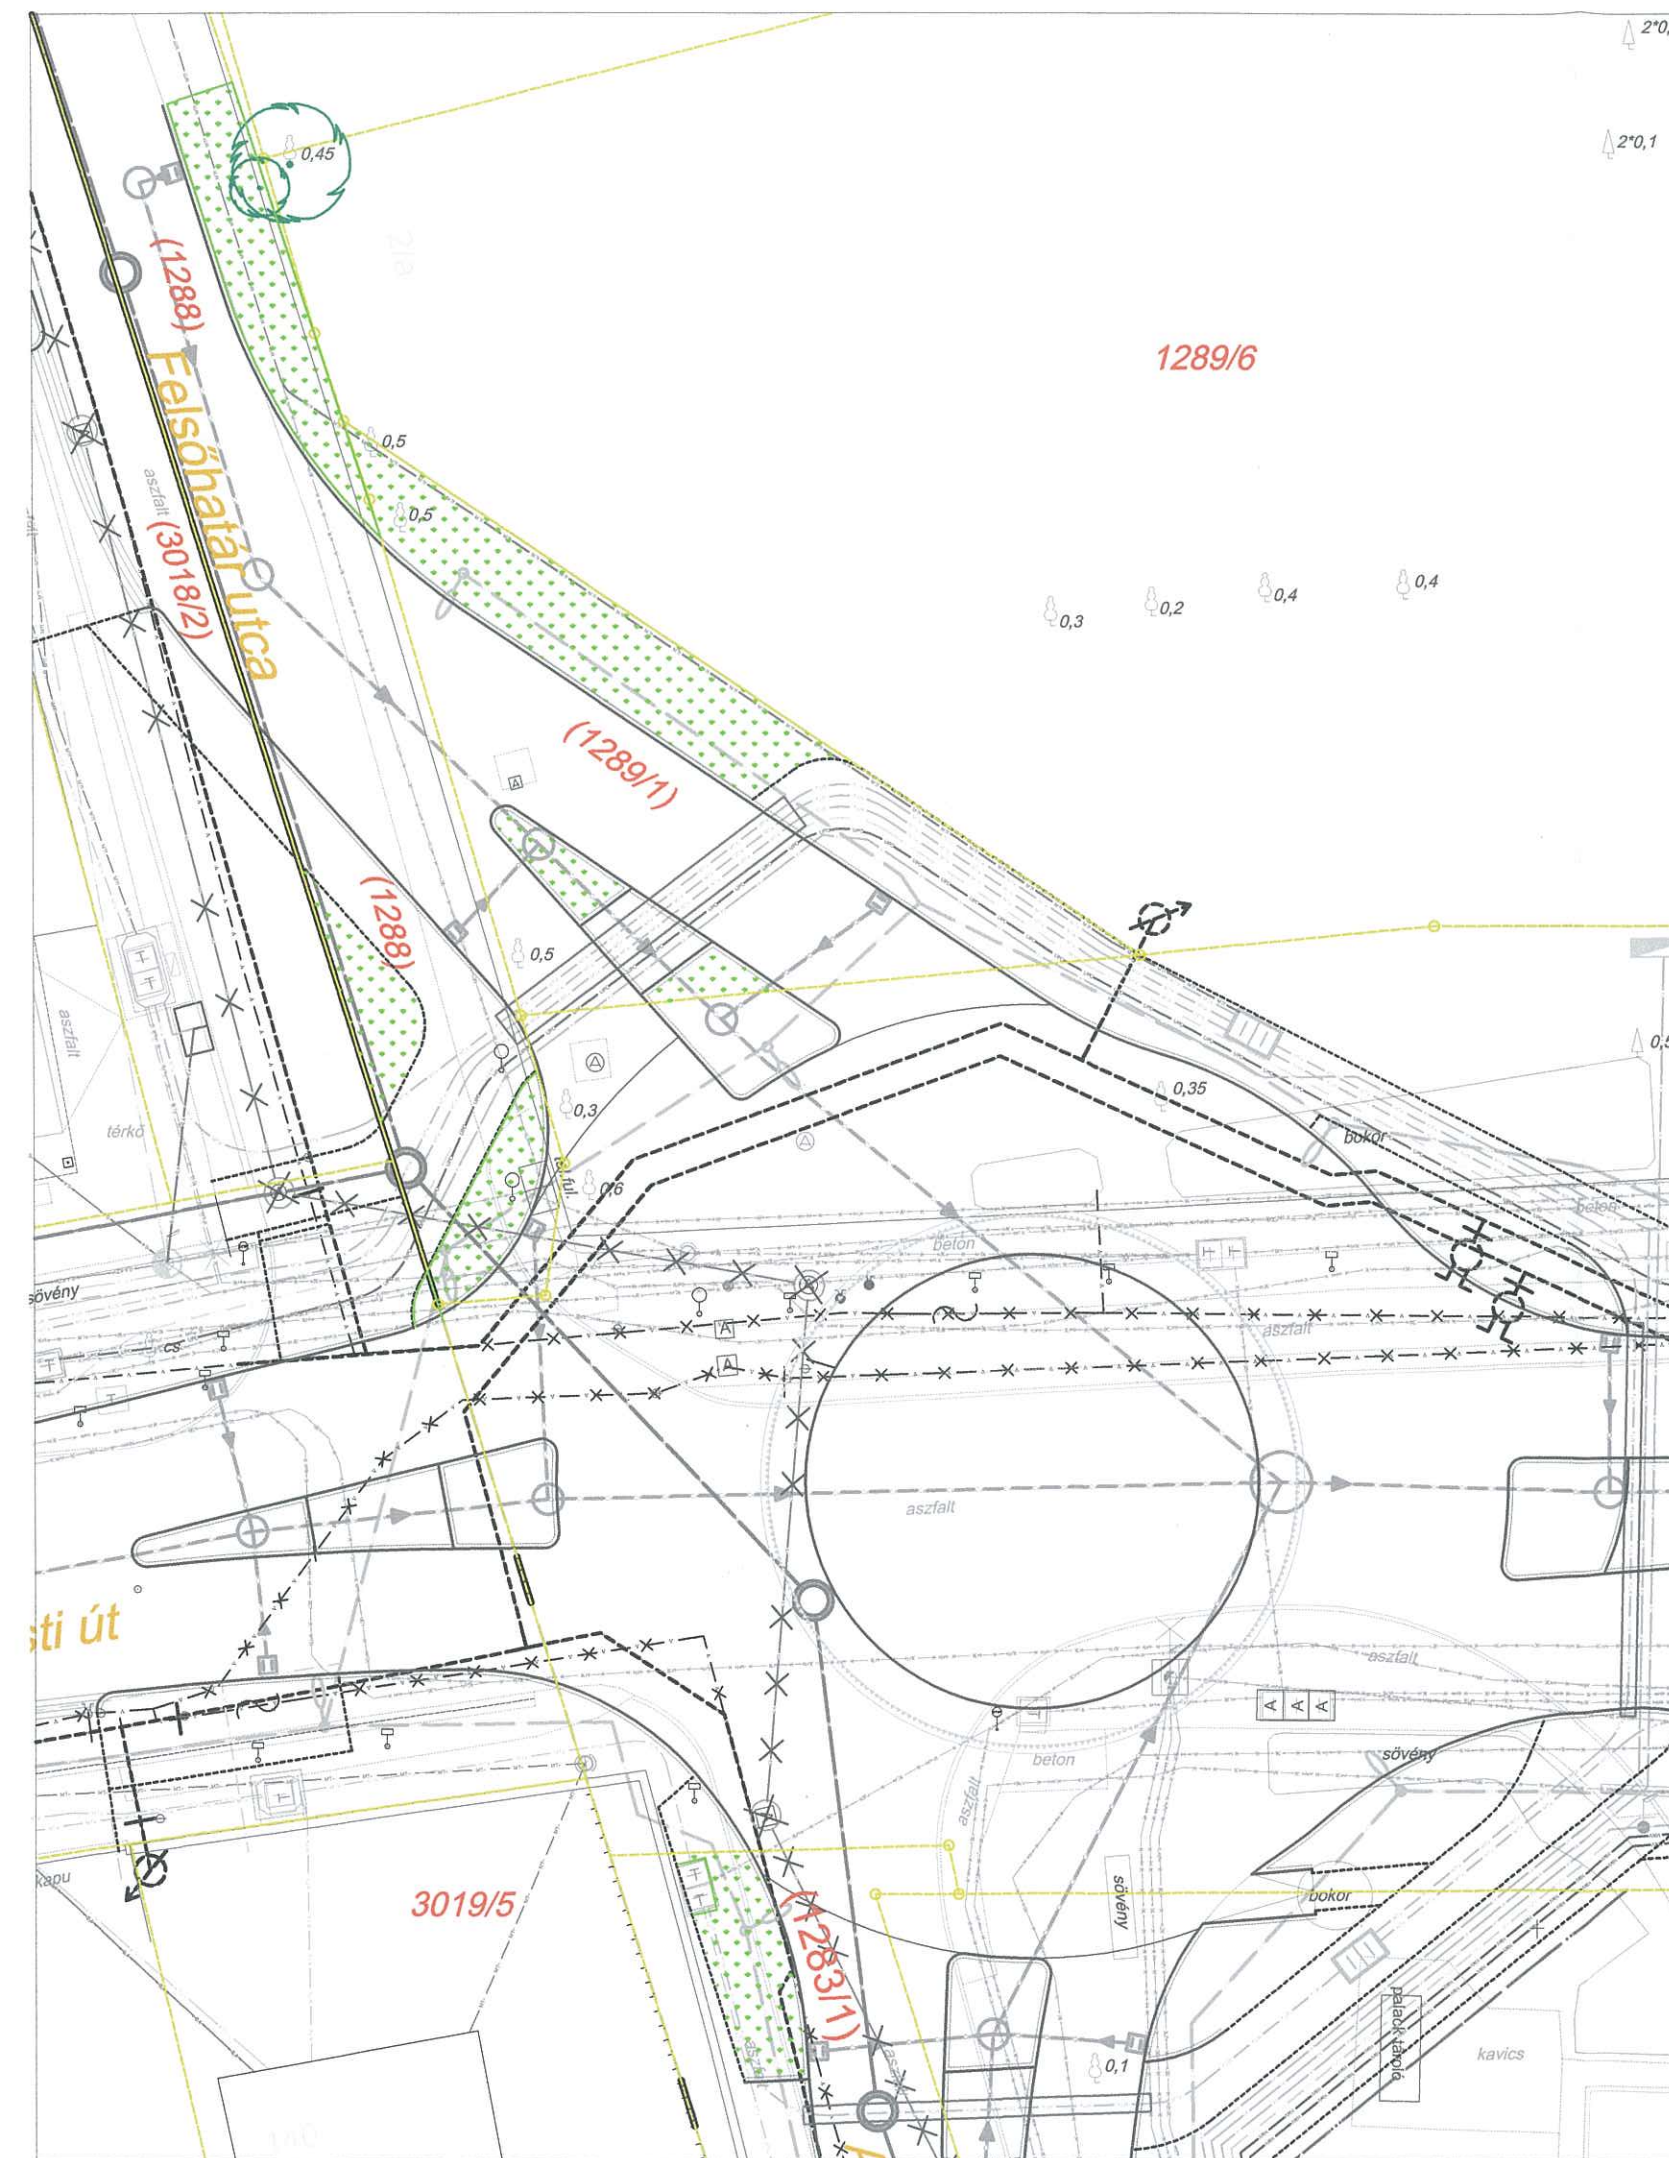 2*0,
2*0,1
0,45
(1288)
1289/6
Felsőhatár utca
0,5
aszfalt
0,5
(3018/2)
0,3
0,2
0,4
0,4
(1289/1)
A
(1288)
0,5
aszfalt
0,5
térkő
0,3
0,35
bokor
ful.
0,6
beton
beton
sövény
cs
A
A
aszfalt
aszfalt
sti út
aszfalt
A A A
beton
sövény
aszfalt
kapu
3019/5
sövény
bokor
(1283/1)
palack tároló
kavics
0,1